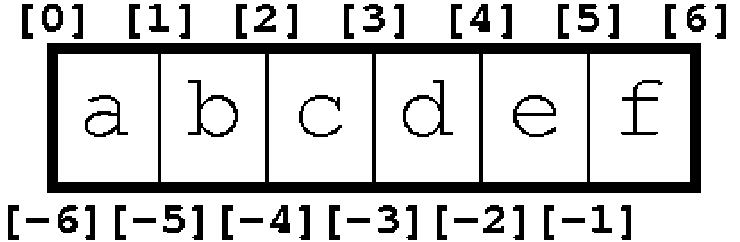 [0] [1] [2] [3] [4] [5] [6]
a b c d e f
[-6] [-5] [-4] [-3] [-2] [-1]